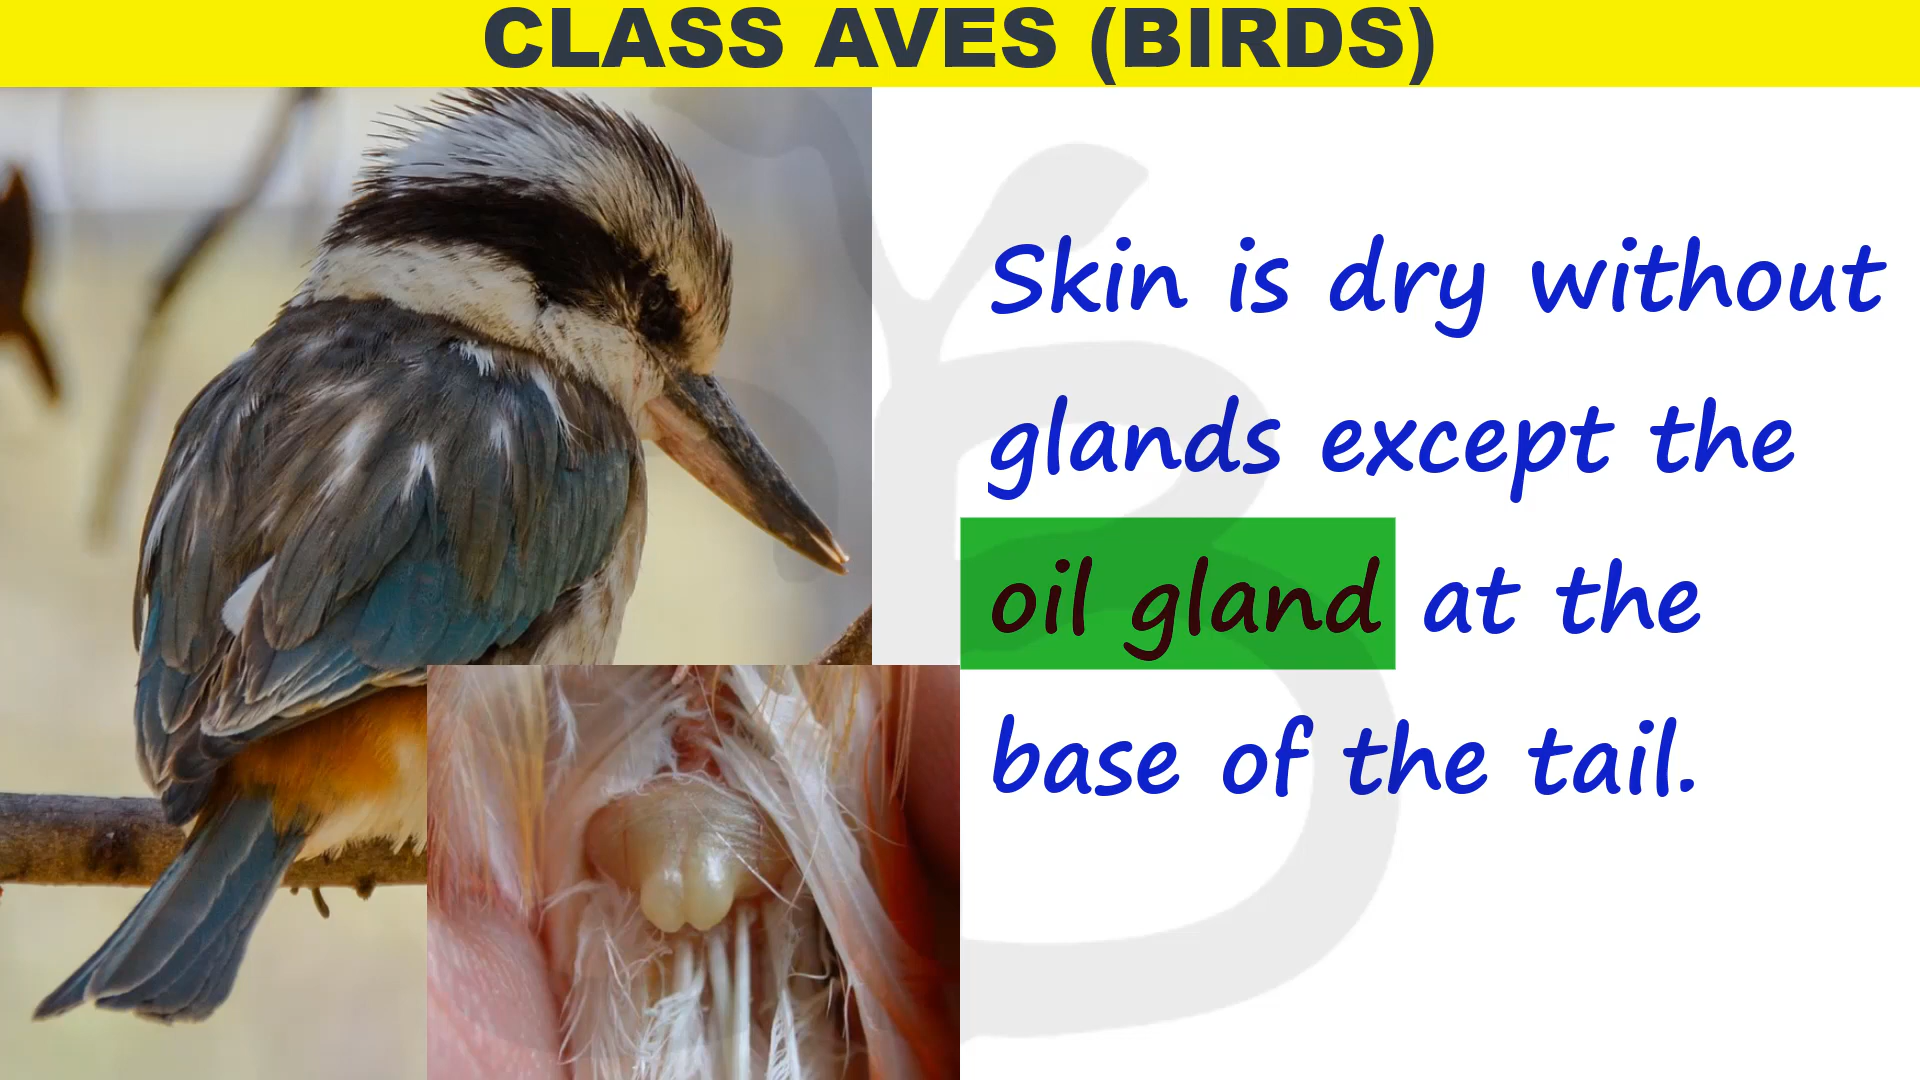 CLASS AVES (BIRDS)
Skin is dry without
glands except the
oil gland at the
base of the tail.